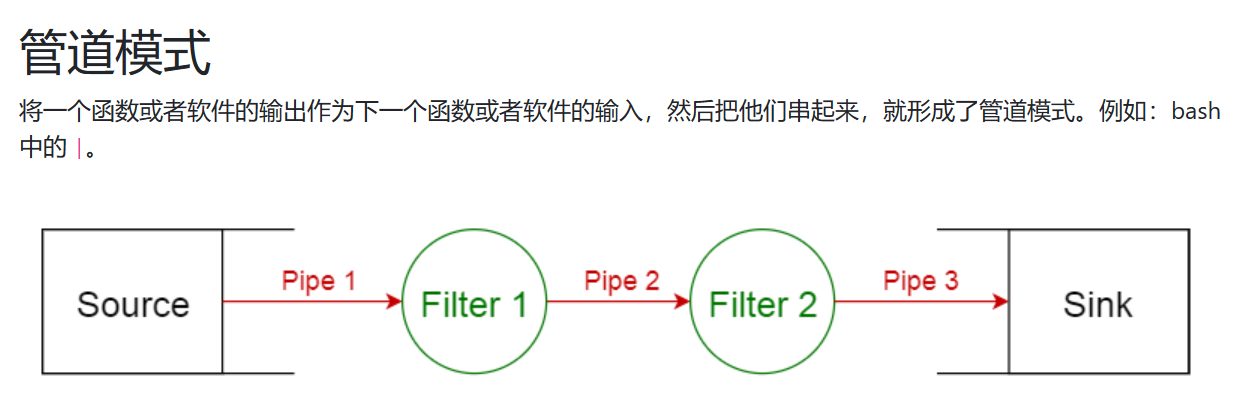 管道模式
将一个函数或者软件的输出作为下一个函数或者软件的输入，然后把他们串起来，就形成了管道模式。例如：bash
中的 |。
Source Pipe 1 Filter 1 Pipe 2 Filter 2 Pipe 3 Sink